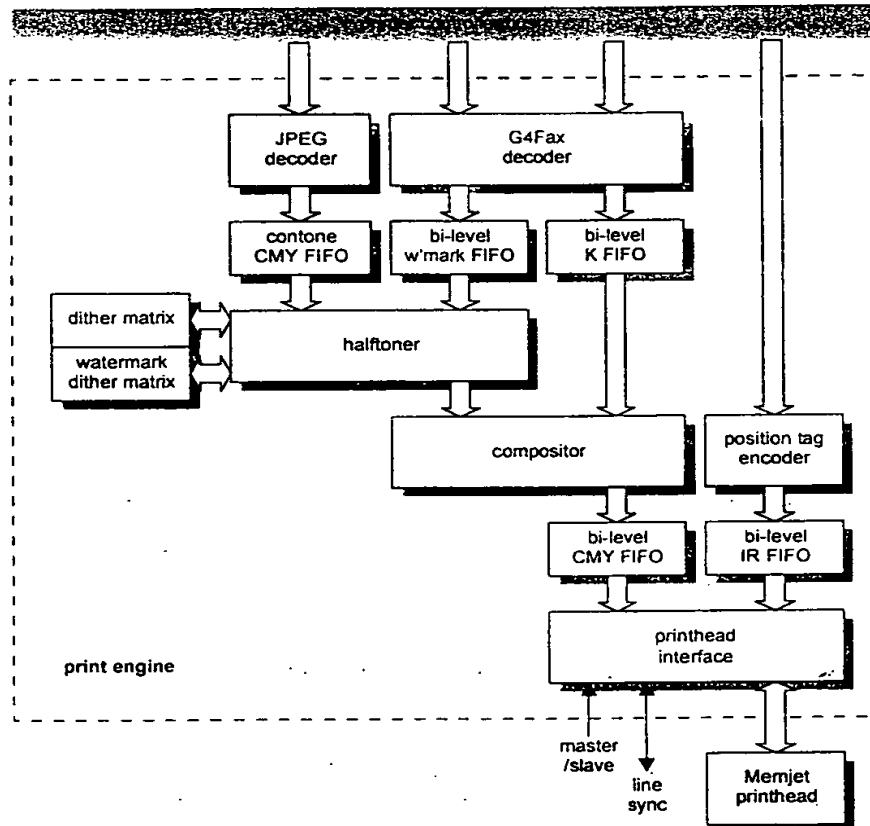 JPEG
decoder
G4Fax
decoder
contone
CMY FIFO
bi-level
w'mark FIFO
bi-level
K FIFO
dither matrix
watermark
dither matrix
halftoner
compositor
position tag
encoder
bi-level
CMY FIFO
bi-level
IR FIFO
printhead
interface
print engine
master
/slave
line
sync
Memjet
printhead